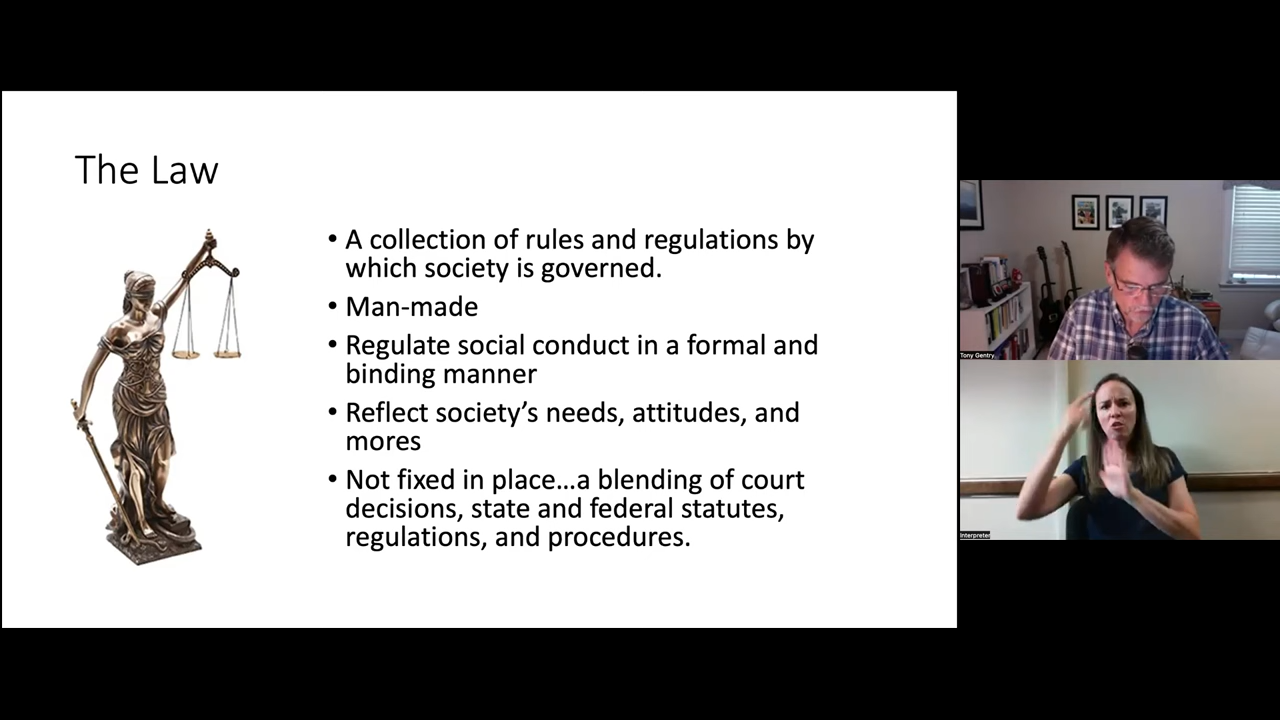 The Law
• A collection of rules and regulations by
which society is governed.
• Man-made
• Regulate social conduct in a formal and
binding manner
• Reflect society’s needs, attitudes, and
mores
• Not fixed in place…a blending of court
decisions, state and federal statutes,
regulations, and procedures.
Tony Gentry
Interpreter